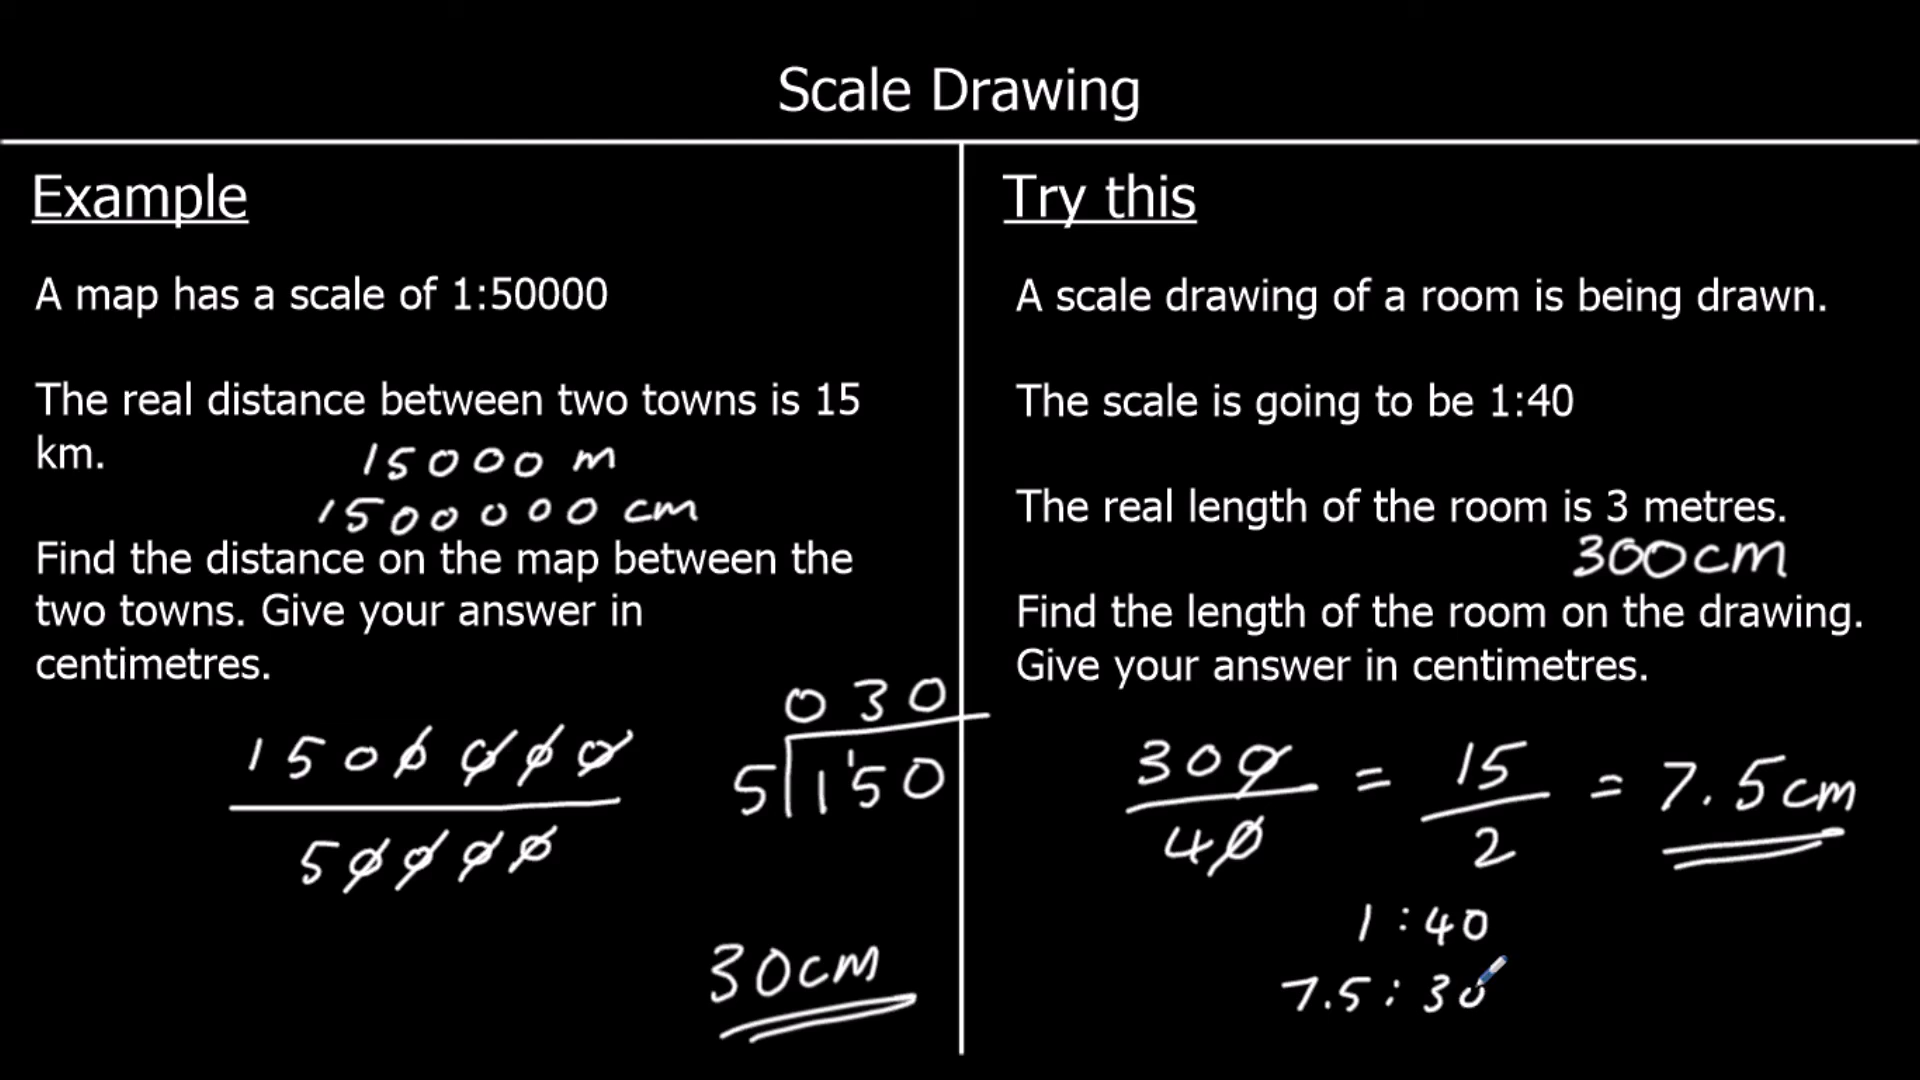 Scale Drawing
Example
A map has a scale of 1:50000
The real distance between two towns is 15
km.
15000 m
1500000 cm
Find the distance on the map between the
two towns. Give your answer in
centimetres.
1500000
50000
030
5 150
30cm
Try this
A scale drawing of a room is being drawn.
The scale is going to be 1:40
The real length of the room is 3 metres.
300cm
Find the length of the room on the drawing.
Give your answer in centimetres.
300 = 15 = 7.5cm
40 2
1 : 40
7.5 : 30